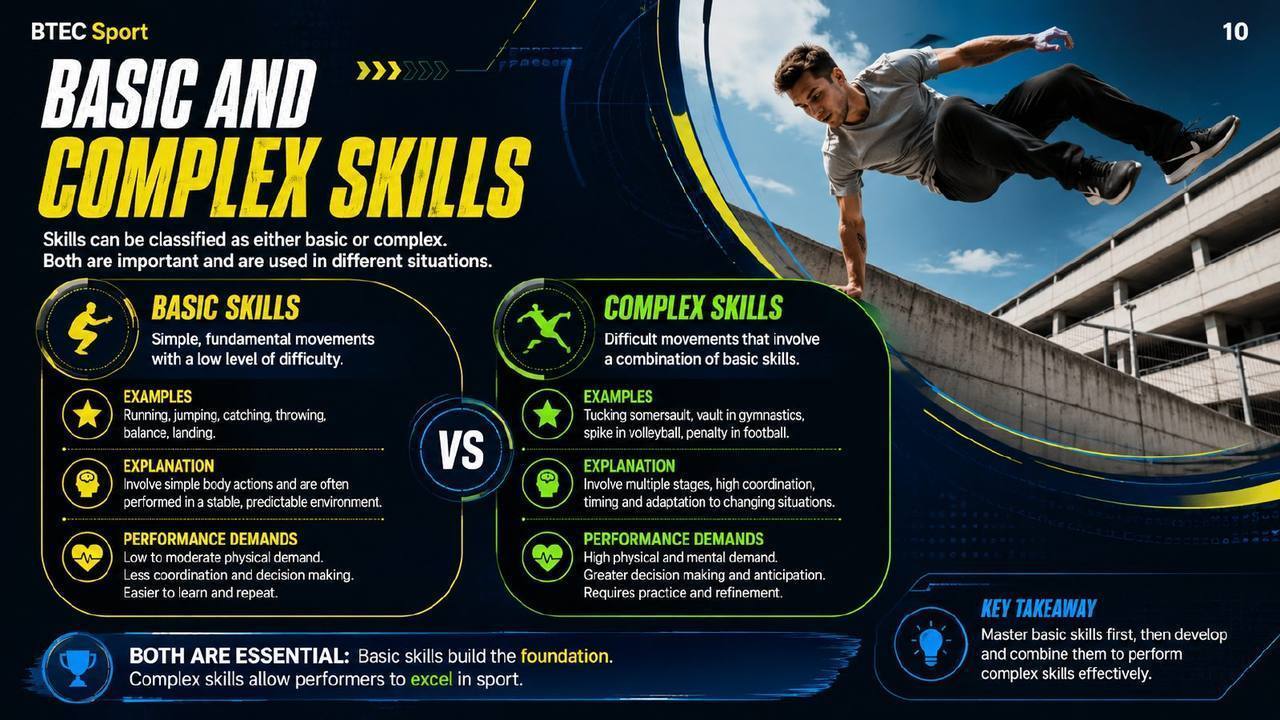 BTEC Sport
10
BASIC AND
COMPLEX SKILLS
Skills can be classified as either basic or complex.
Both are important and are used in different situations.
BASIC SKILLS
Simple, fundamental movements
with a low level of difficulty.
EXAMPLES
Running, jumping, catching, throwing,
balance, landing.
EXPLANATION
Involve simple body actions and are often
performed in a stable, predictable environment.
PERFORMANCE DEMANDS
Low to moderate physical demand.
Less coordination and decision making.
Easier to learn and repeat.
VS
COMPLEX SKILLS
Difficult movements that involve
a combination of basic skills.
EXAMPLES
Tucking somersault, vault in gymnastics,
spike in volleyball, penalty in football.
EXPLANATION
Involve multiple stages, high coordination,
timing and adaptation to changing situations.
PERFORMANCE DEMANDS
High physical and mental demand.
Greater decision making and anticipation.
Requires practice and refinement.
BOTH ARE ESSENTIAL: Basic skills build the foundation.
Complex skills allow performers to excel in sport.
KEY TAKEAWAY
Master basic skills first, then develop
and combine them to perform
complex skills effectively.